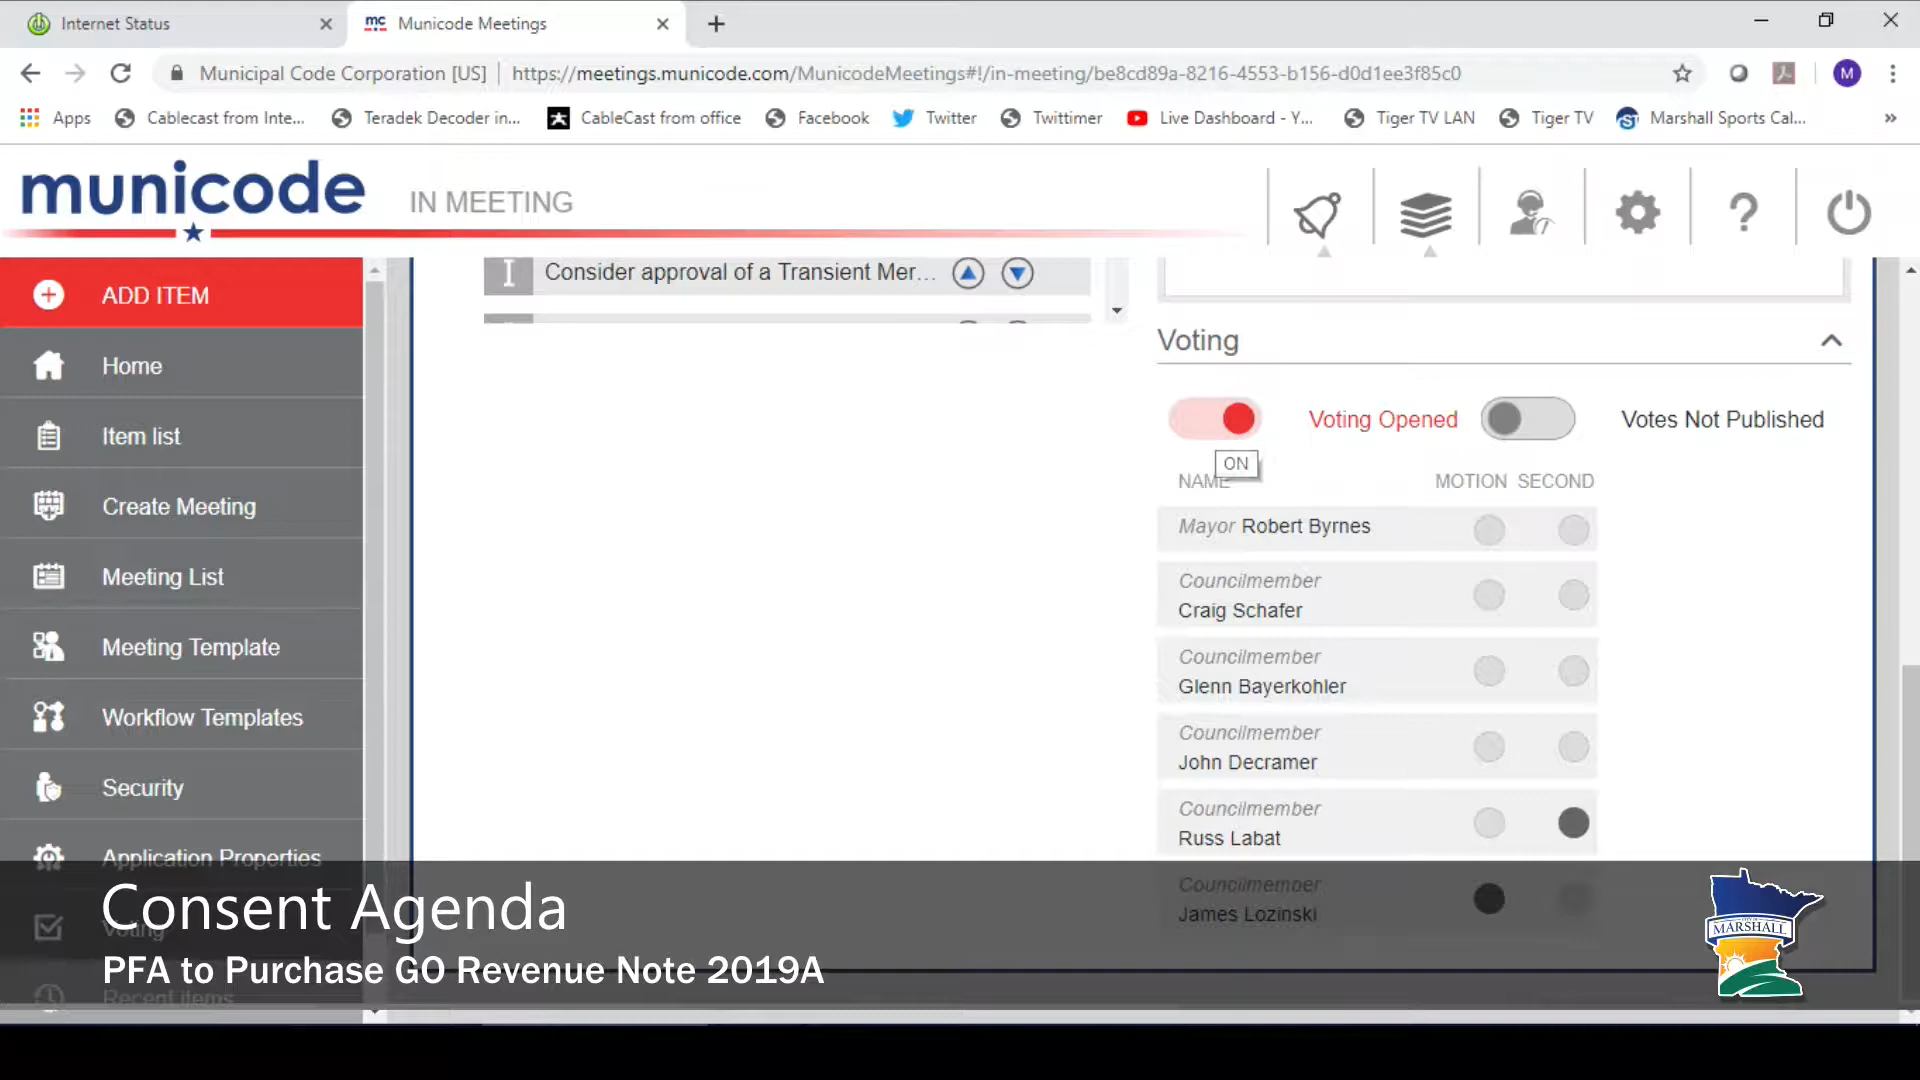 Internet Status
mc Municode Meetings
Municipal Code Corporation [US] https://meetings.municode.com/MunicodeMeetings#!/in-meeting/be8cd89a-8216-4553-b156-d0d1ee3f85c0
M
Apps Cablecast from Inte... Teradek Decoder in... CableCast from office Facebook Twitter Twittimer Live Dashboard - Y... Tiger TV LAN Tiger TV Marshall Sports Cal... »
municode IN MEETING
ADD ITEM
Home
Item list
Create Meeting
Meeting List
Meeting Template
Workflow Templates
Security
Application Properties
Voting
Recent items
I Consider approval of a Transient Mer...
Voting
Voting Opened Votes Not Published
ON
NAME MOTION SECOND
Mayor Robert Byrnes
Councilmember
Craig Schafer
Councilmember
Glenn Bayerkohler
Councilmember
John Decramer
Councilmember
Russ Labat
Councilmember
James Lozinski
Consent Agenda
PFA to Purchase GO Revenue Note 2019A
MARSHALL